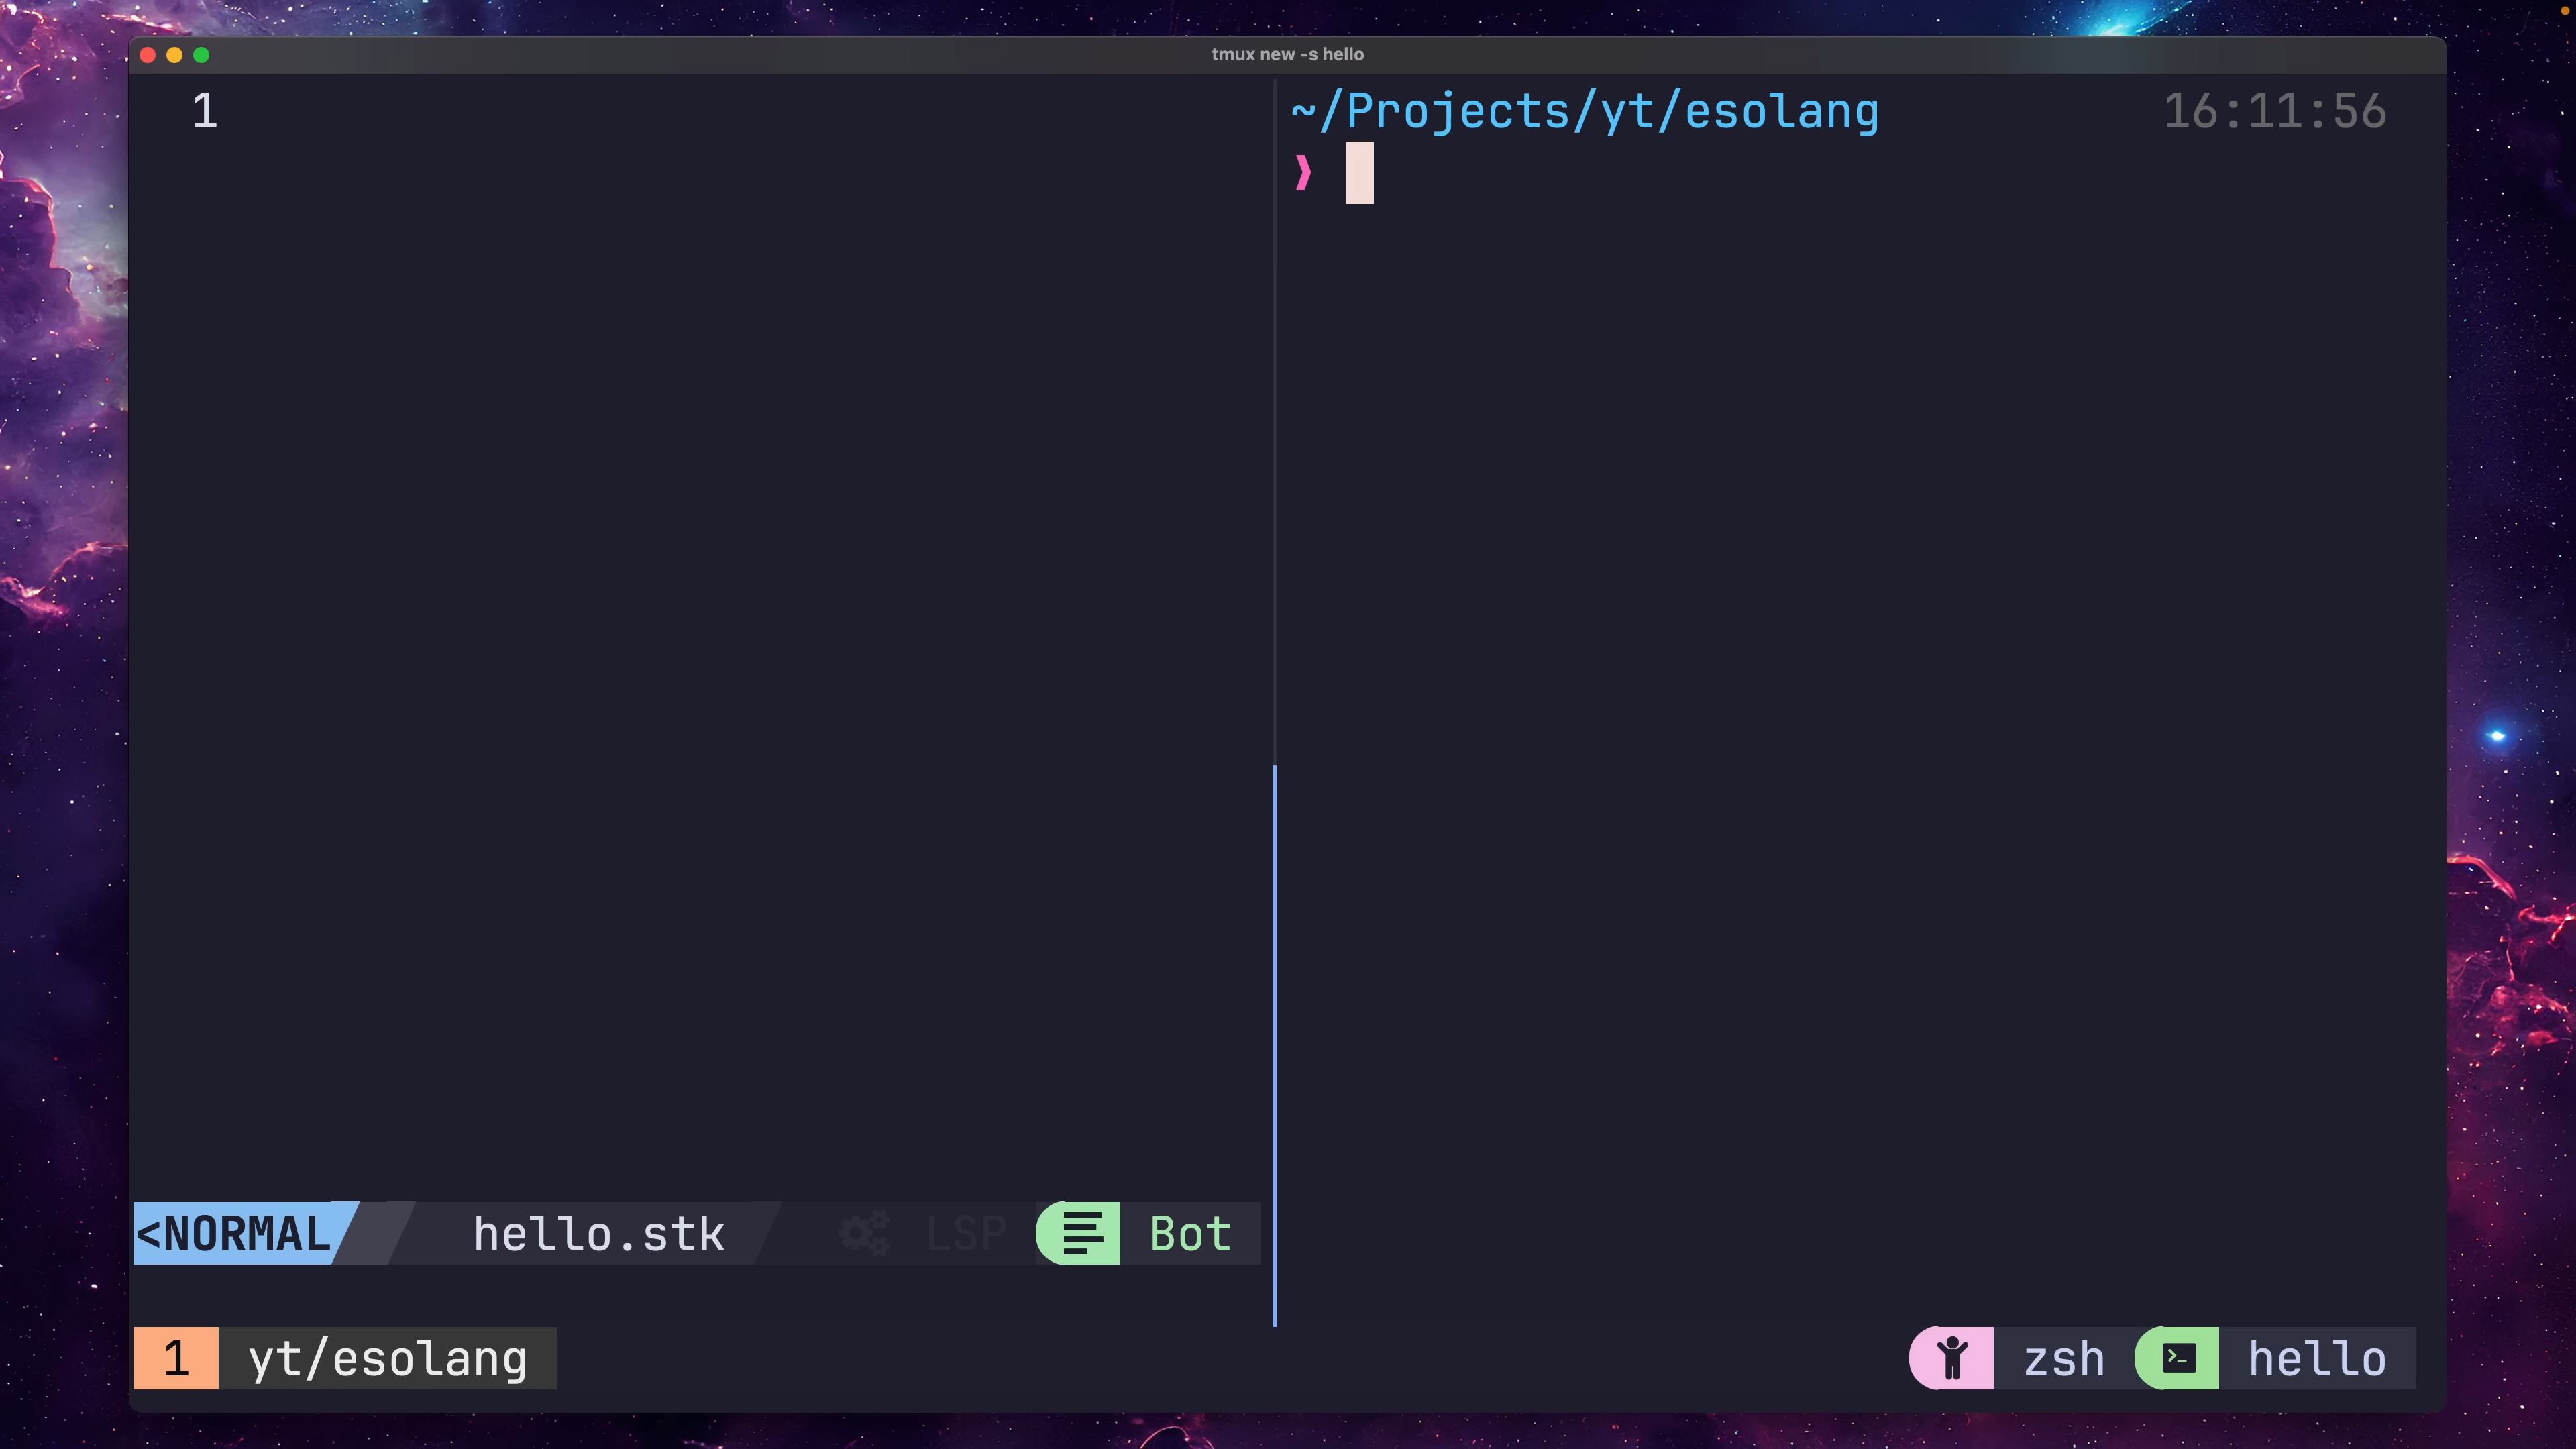 tmux new -s hello
1
~/Projects/yt/esolang 16:11:56
❯
<NORMAL hello.stk LSP Bot
1 yt/esolang zsh hello